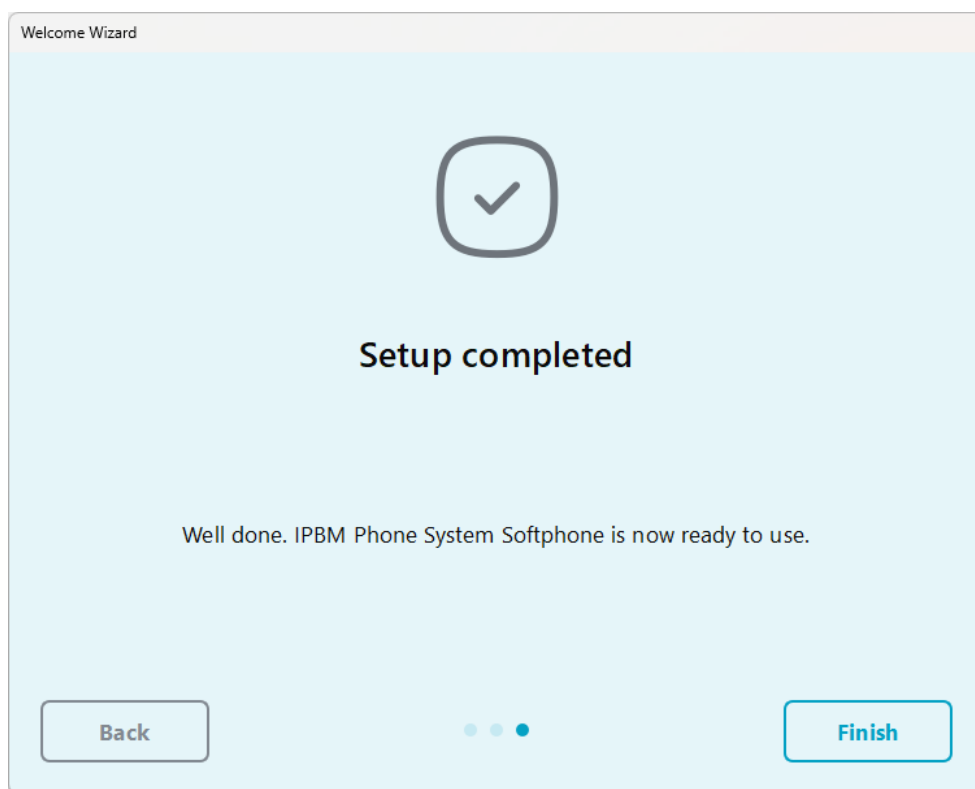 Welcome Wizard
Setup completed
Well done. IPBM Phone System Softphone is now ready to use.
Back
Finish